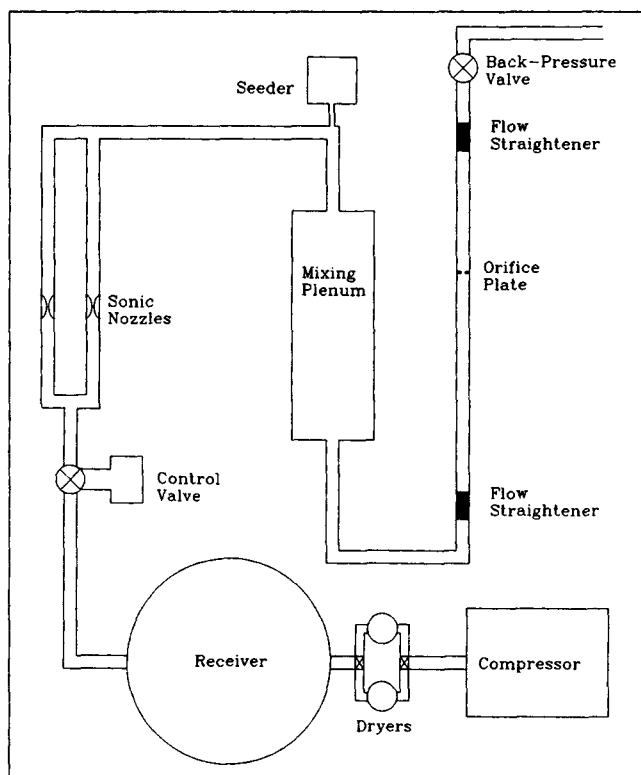 Seeder
Back-Pressure
Valve
Flow
Straightener
Mixing
Plenum
Orifice
Plate
Sonic
Nozzles
Control
Valve
Flow
Straightener
Receiver
Compressor
Dryers